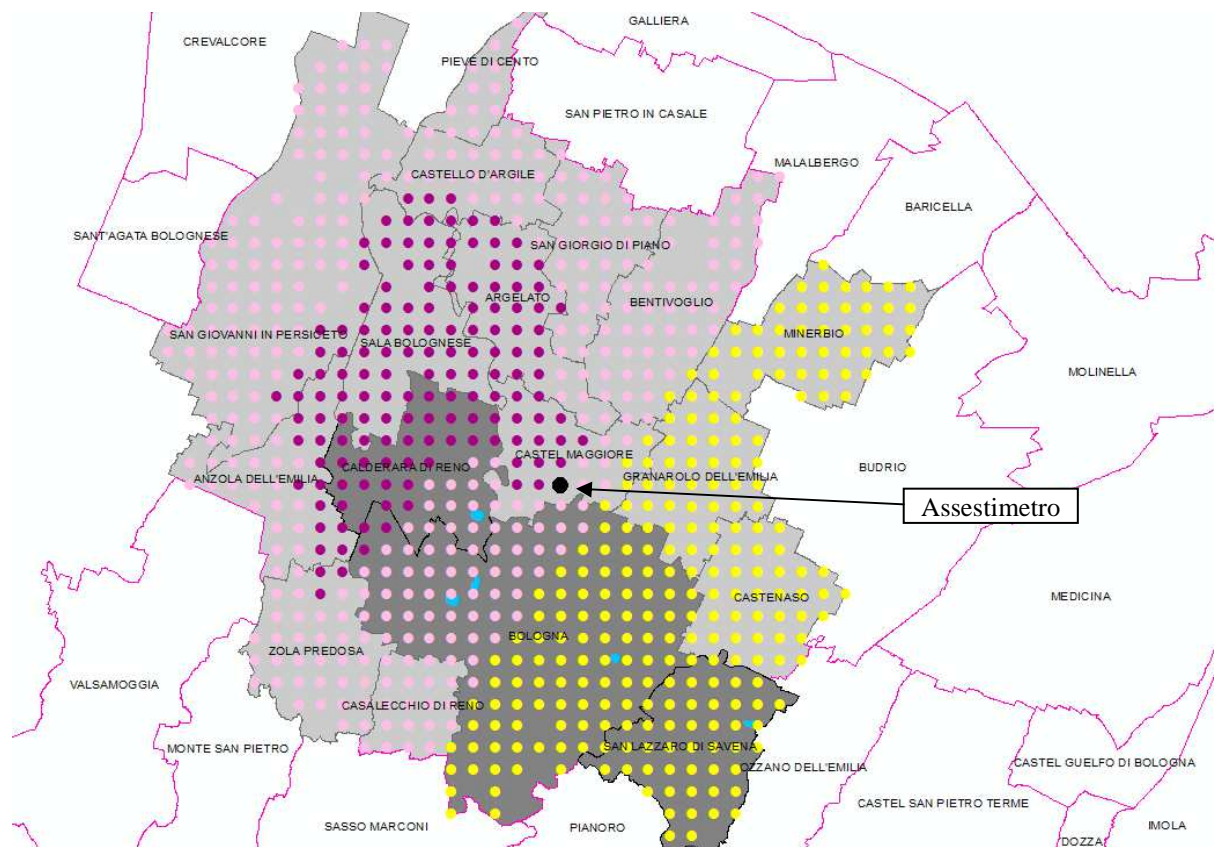 GALLIERA
CREVALCORE
PIEVE DI CENTO
SAN PIETRO IN CASALE
MALALBERGO
CASTELLO D'ARGILE
BARICELLA
SANT'AGATA BOLOGNESE
SAN GIORGIO DI PIANO
ARGELATO
BENTIVOGLIO
SAN GIOVANNI IN PERSICETO
SALA BOLOGNESE
MINERBIO
MOLINELLA
CASTEL MAGGIORE
CALDERARA DI RENO
BUDRIO
ANZOLA DELL'EMILIA
GRANAROLO DELL'EMILIA
Assestimetro
CASTENASO
MEDICINA
BOLOGNA
ZOLA PREDOSA
VALSAMOGGIA
CASALECCHIO DI RENO
MONTE SAN PIETRO
SAN LAZZARO DI SAVENA
OZZANO DELL'EMILIA
CASTEL GUELFO DI BOLOGNA
CASTEL SAN PIETRO TERME
SASSO MARCONI
PIANORO
IMOLA
DOZZA